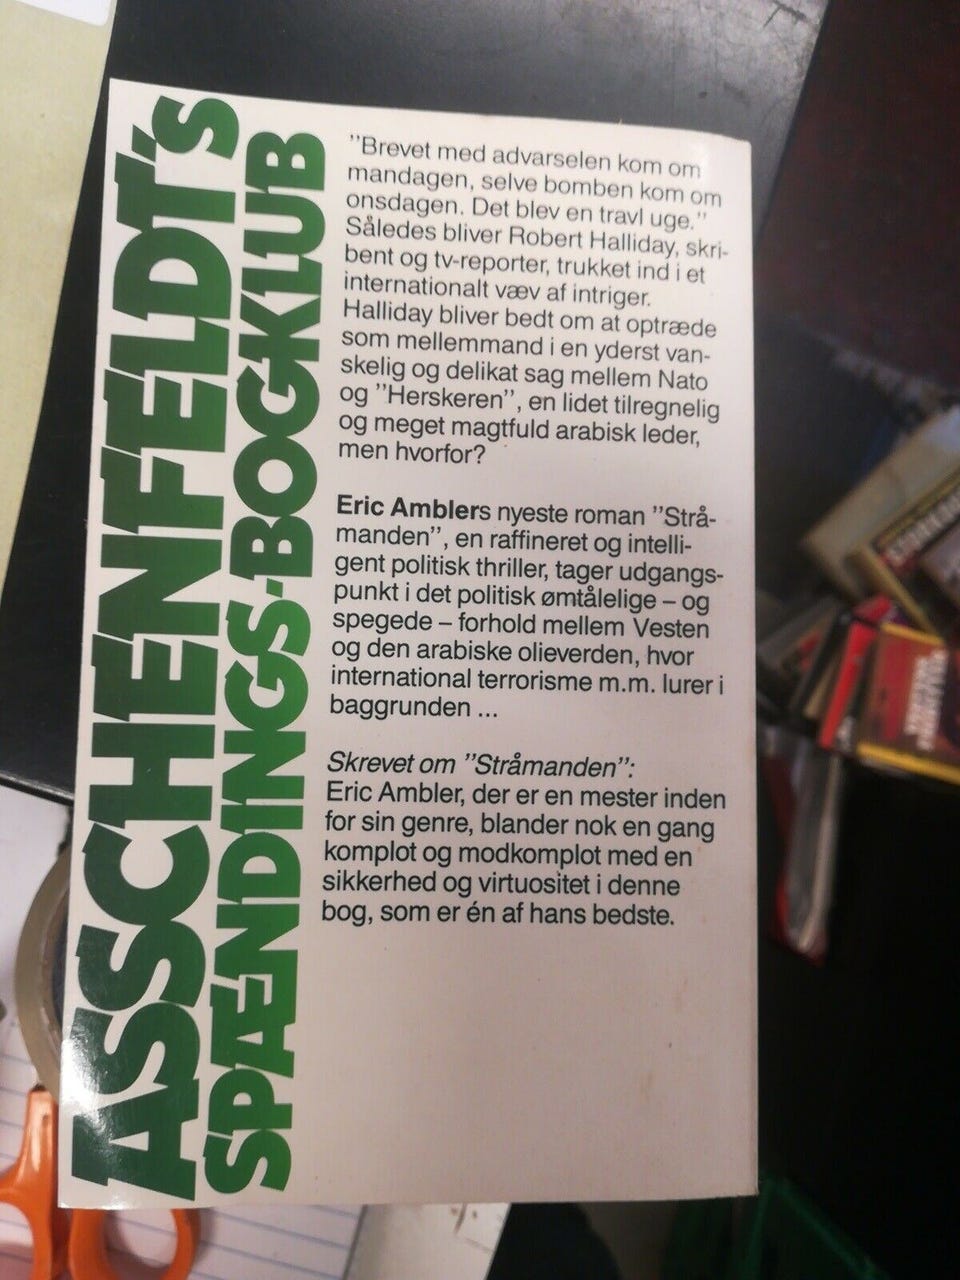 ASSCHENFELDT's
SPÆNDINGS-BOGKLUB
"Brevet med advarselen kom om
mandagen, selve bomben kom om
onsdagen. Det blev en travl uge."
Således bliver Robert Halliday, skri-
bent og tv-reporter, trukket ind i et
internationalt væv af intriger.
Halliday bliver bedt om at optræde
som mellemmand i en yderst van-
skelig og delikat sag mellem Nato
og "Herskeren", en lidet tilregnelig
og meget magtfuld arabisk leder,
men hvorfor?
Eric Amblers nyeste roman "Strå-
manden", en raffineret og intelli-
gent politisk thriller, tager udgangs-
punkt i det politisk ømtålelige – og
spegede – forhold mellem Vesten
og den arabiske olieverden, hvor
international terrorisme m.m. lurer i
baggrunden ...
Skrevet om "Stråmanden":
Eric Ambler, der er en mester inden
for sin genre, blander nok en gang
komplot og modkomplot med en
sikkerhed og virtuositet i denne
bog, som er én af hans bedste.